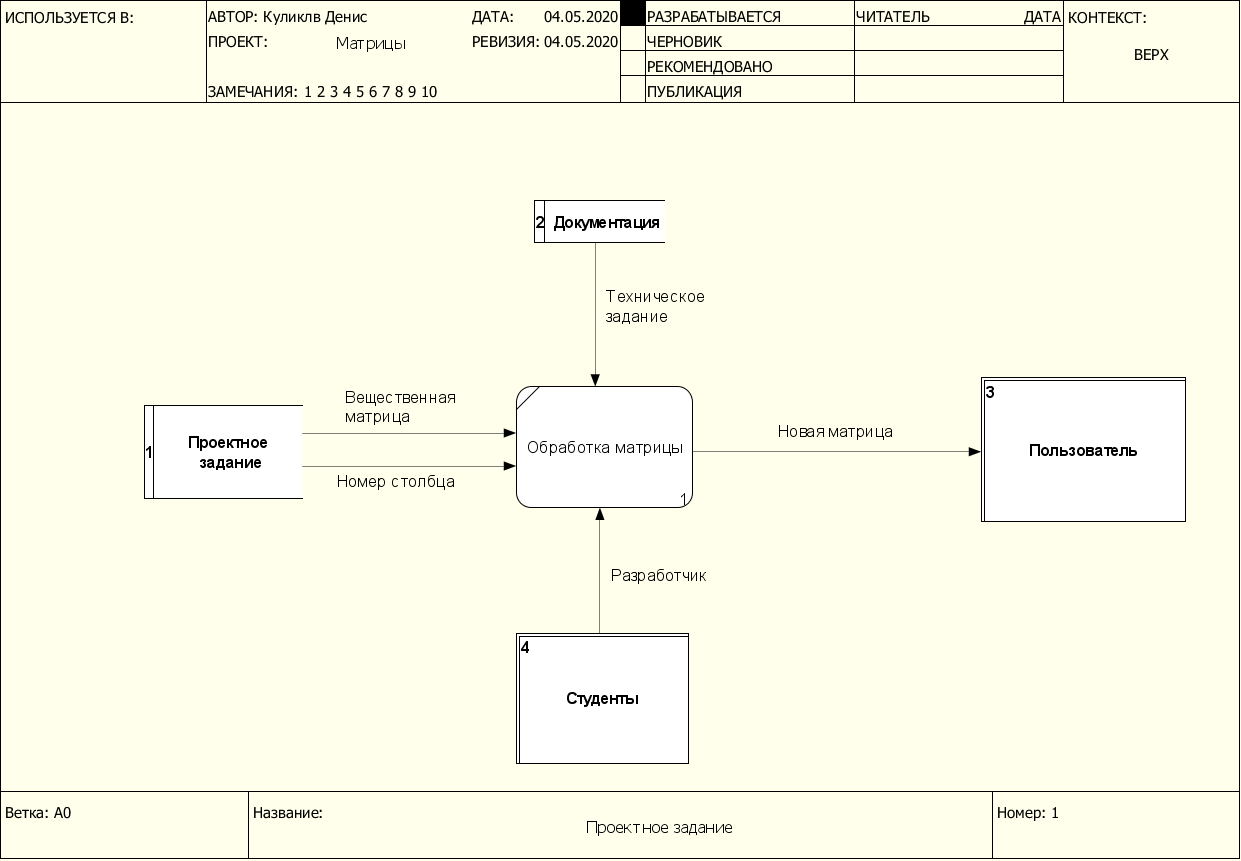 ИСПОЛЬЗУЕТСЯ В:
АВТОР: Куликлв Денис
ДАТА: 04.05.2020
ПРОЕКТ: Матрицы
РЕВИЗИЯ: 04.05.2020
ЗАМЕЧАНИЯ: 1 2 3 4 5 6 7 8 9 10
РАЗРАБАТЫВАЕТСЯ
ЧЕРНОВИК
РЕКОМЕНДОВАНО
ПУБЛИКАЦИЯ
ЧИТАТЕЛЬ ДАТА
КОНТЕКСТ:
ВЕРХ
2 Документация
Техническое
задание
Вещественная
матрица
1
Проектное
задание
Номер столбца
Обработка матрицы
1
Новая матрица
3
Пользователь
Разработчик
4
Студенты
Ветка: A0
Название:
Проектное задание
Номер: 1